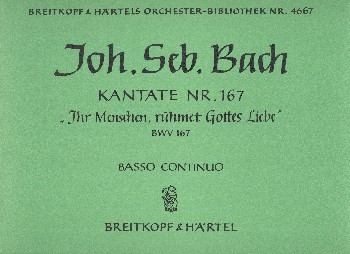 BREITKOPF & HÄRTELS ORCHESTER-BIBLIOTHEK NR. 4667
Joh. Seb. Bach
KANTATE NR. 167
„Ihr Menschen, rühmet Gottes Liebe“
BWV 167
BASSO CONTINUO
BREITKOPF & HÄRTEL